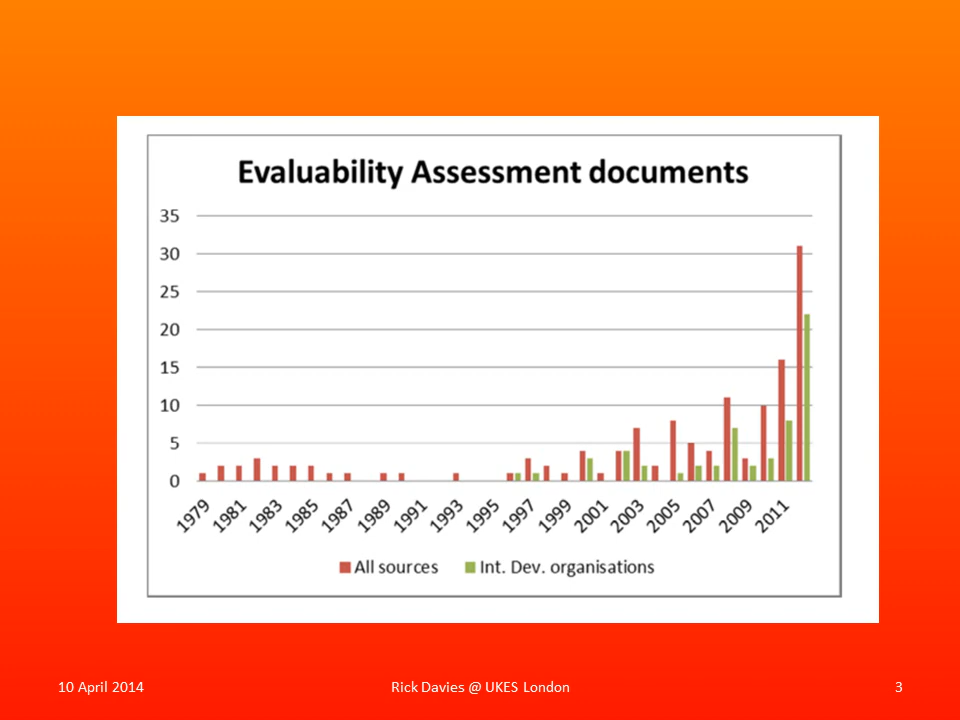 Evaluability Assessment documents
35
30
25
20
15
10
5
0
1979 1981 1983 1985 1987 1989 1991 1993 1995 1997 1999 2001 2003 2005 2007 2009 2011
All sources Int. Dev. organisations
10 April 2014 Rick Davies @ UKES London 3